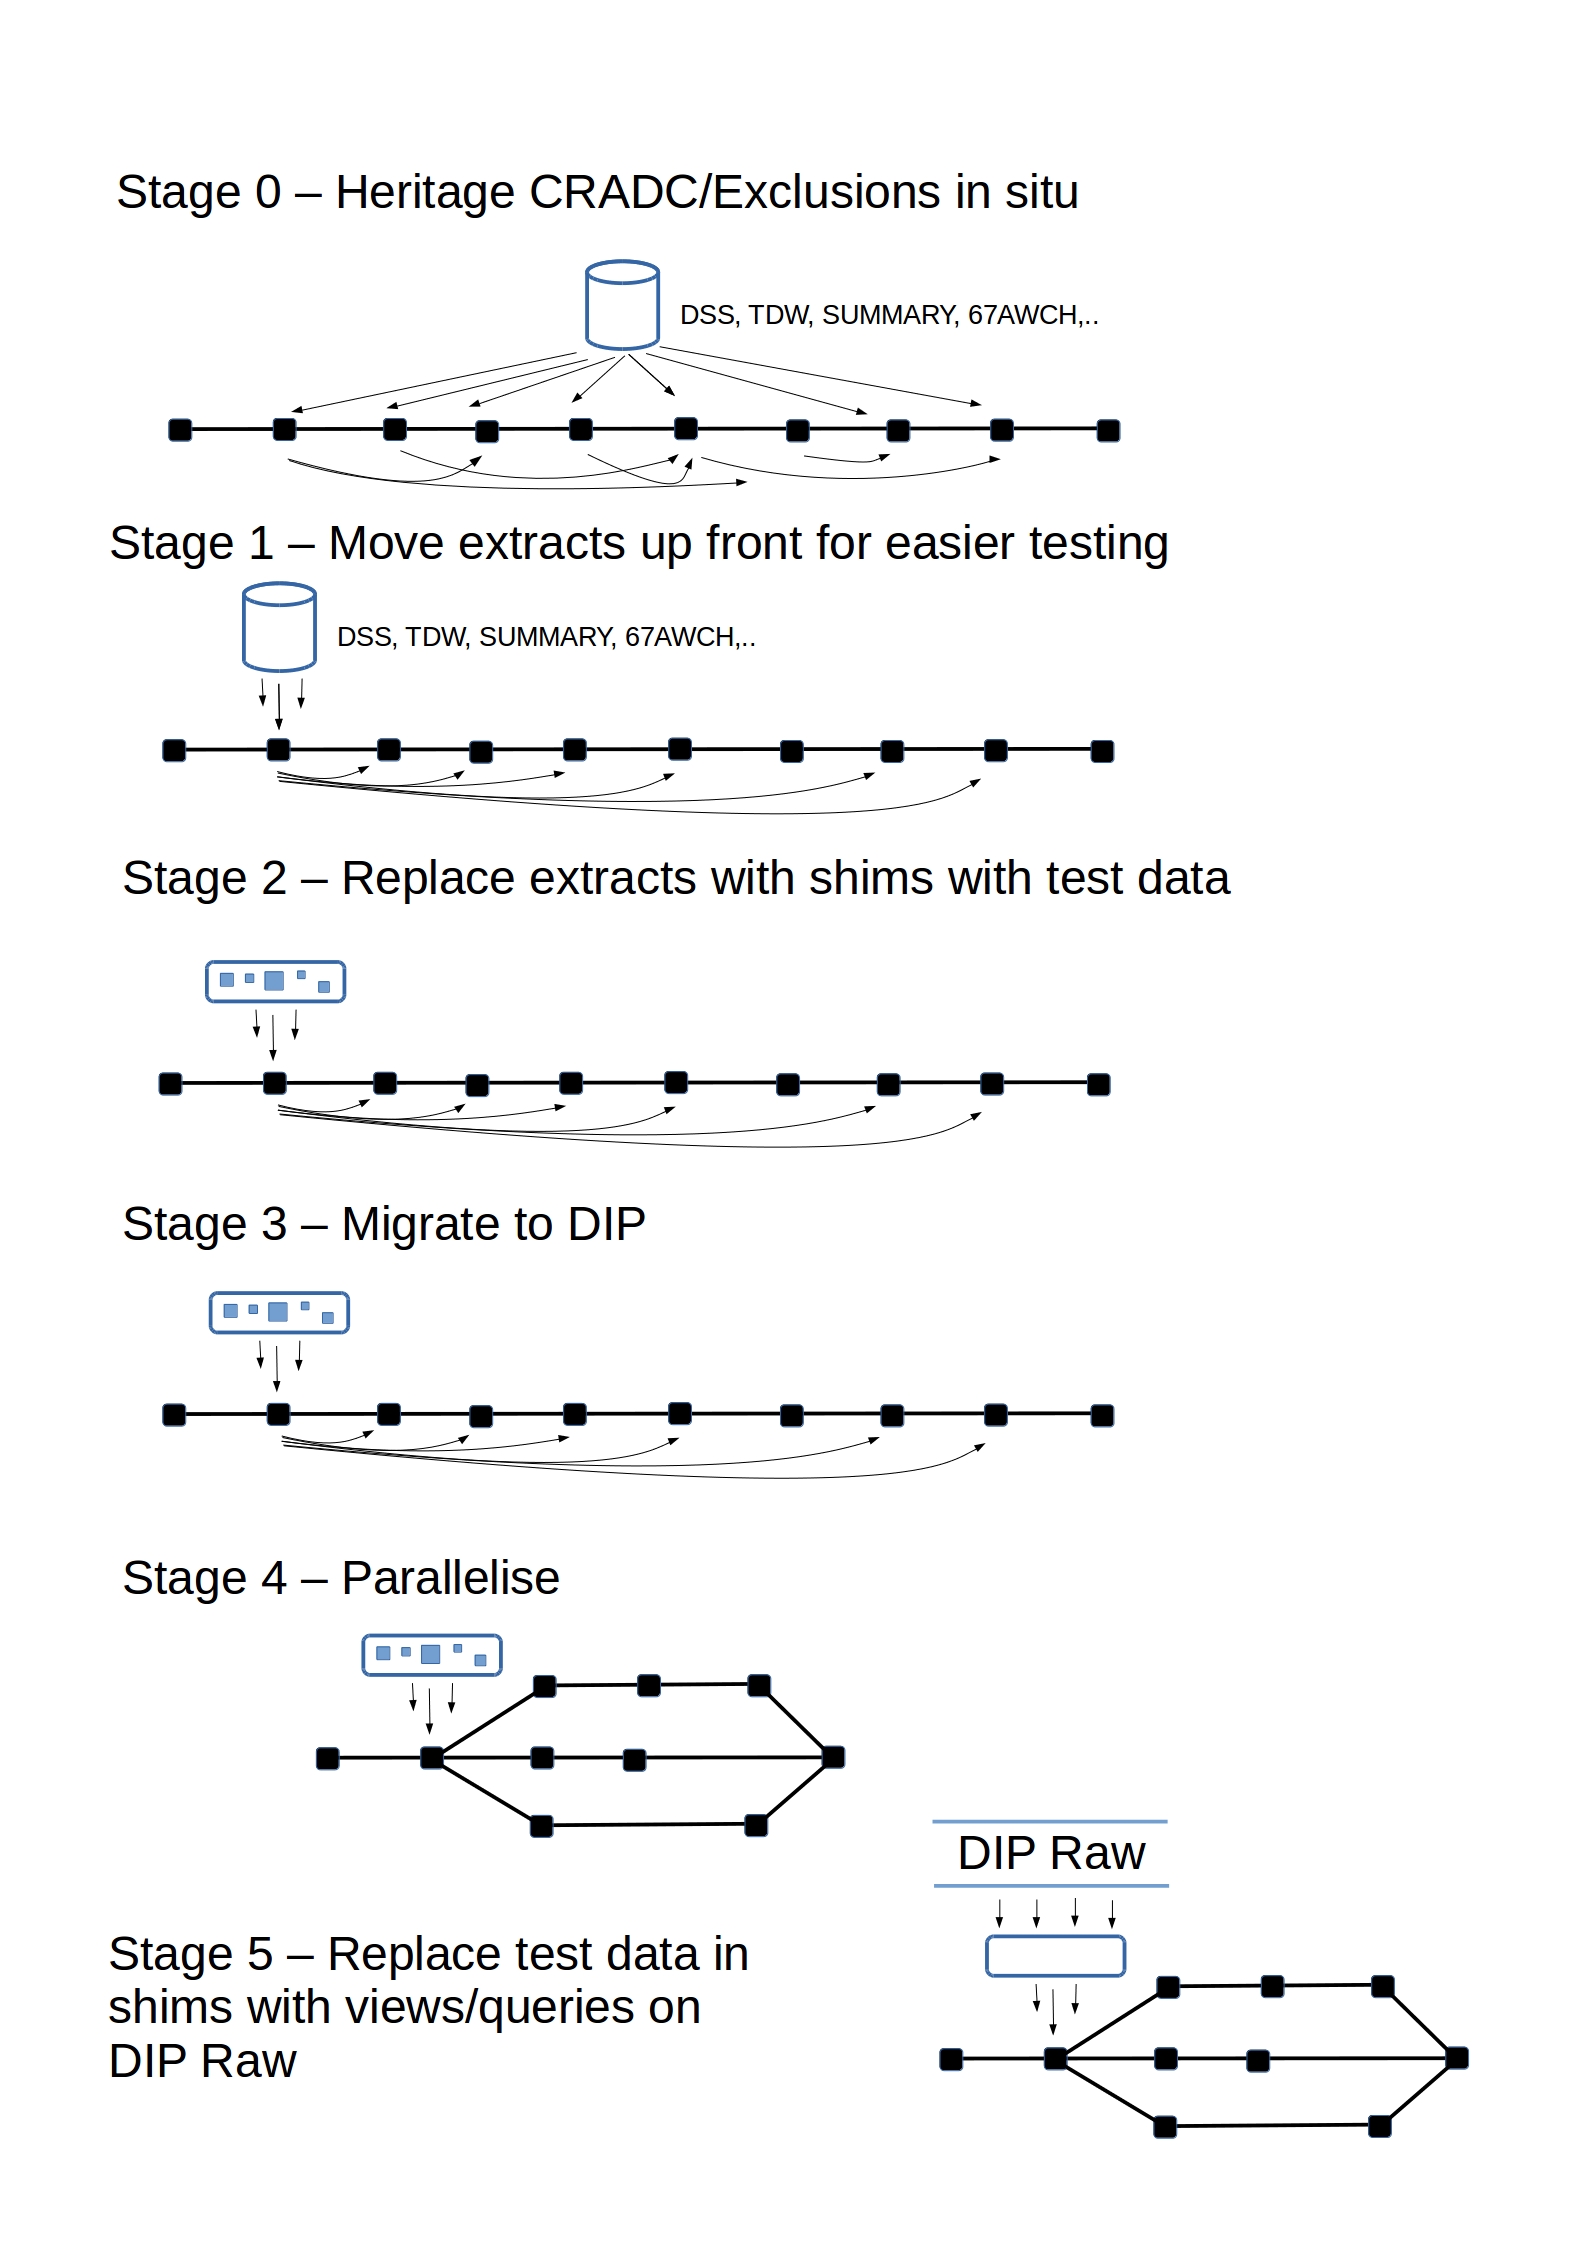 Stage 0 – Heritage CRADC/Exclusions in situ
DSS, TDW, SUMMARY, 67AWCH,..
Stage 1 – Move extracts up front for easier testing
DSS, TDW, SUMMARY, 67AWCH,..
Stage 2 – Replace extracts with shims with test data
Stage 3 – Migrate to DIP
Stage 4 – Parallelise
DIP Raw
Stage 5 – Replace test data in
shims with views/queries on
DIP Raw